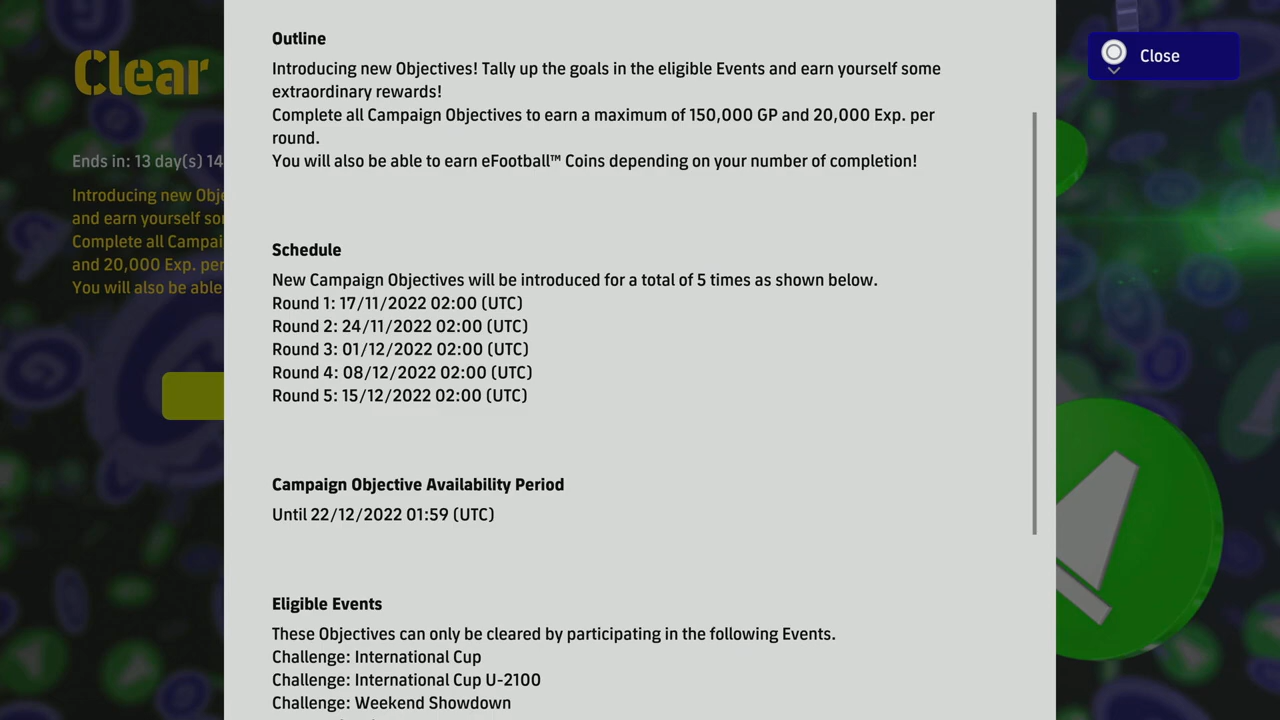 Clear
Ends in: 13 day(s) 14
Introducing new Obje
and earn yourself so
Complete all Campai
and 20,000 Exp. per
You will also be able
Outline
Introducing new Objectives! Tally up the goals in the eligible Events and earn yourself some
extraordinary rewards!
Complete all Campaign Objectives to earn a maximum of 150,000 GP and 20,000 Exp. per
round.
You will also be able to earn eFootball™ Coins depending on your number of completion!
Schedule
New Campaign Objectives will be introduced for a total of 5 times as shown below.
Round 1: 17/11/2022 02:00 (UTC)
Round 2: 24/11/2022 02:00 (UTC)
Round 3: 01/12/2022 02:00 (UTC)
Round 4: 08/12/2022 02:00 (UTC)
Round 5: 15/12/2022 02:00 (UTC)
Campaign Objective Availability Period
Until 22/12/2022 01:59 (UTC)
Eligible Events
These Objectives can only be cleared by participating in the following Events.
Challenge: International Cup
Challenge: International Cup U-2100
Challenge: Weekend Showdown
Close